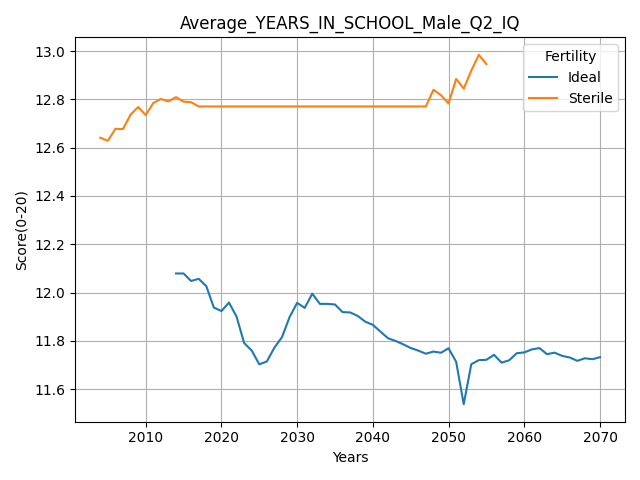 Average_YEARS_IN_SCHOOL_Male_Q2_IQ
Score(0-20)
13.0
12.8
12.6
12.4
12.2
12.0
11.8
11.6
Fertility
Ideal
Sterile
2010 2020 2030 2040 2050 2060 2070
Years